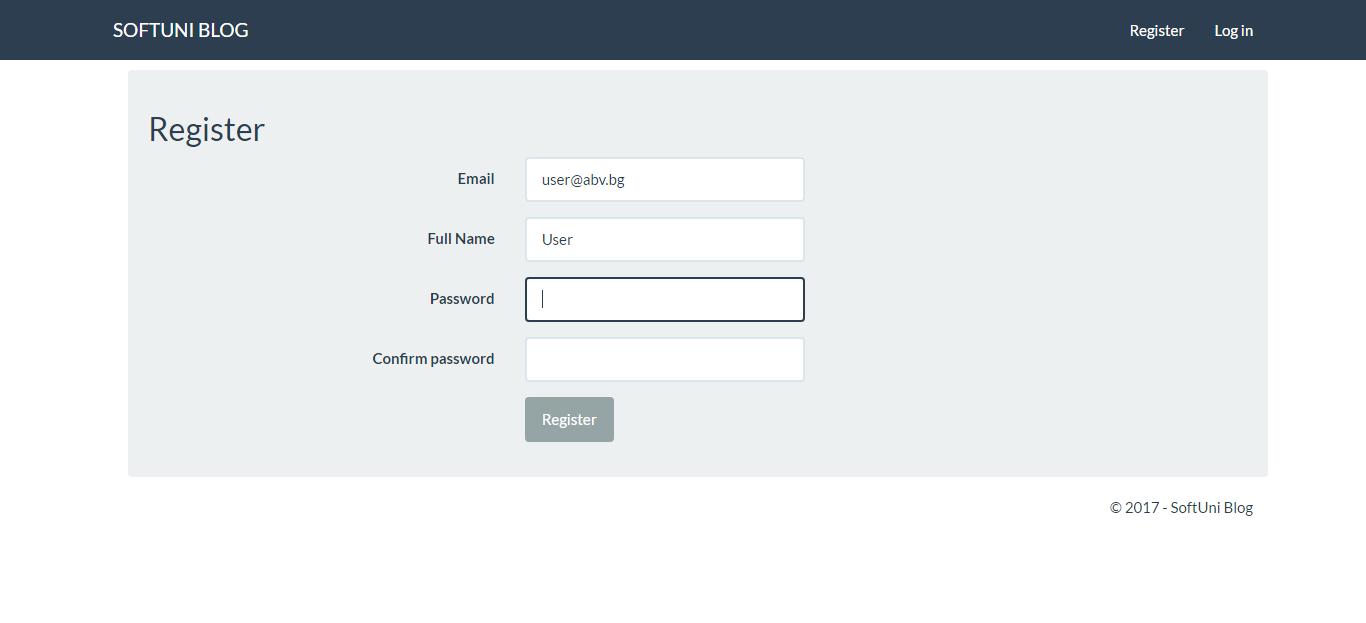 SOFTUNI BLOG
Register
Log in
Register
Email
user@abv.bg
Full Name
User
Password
Confirm password
Register
© 2017 - SoftUni Blog